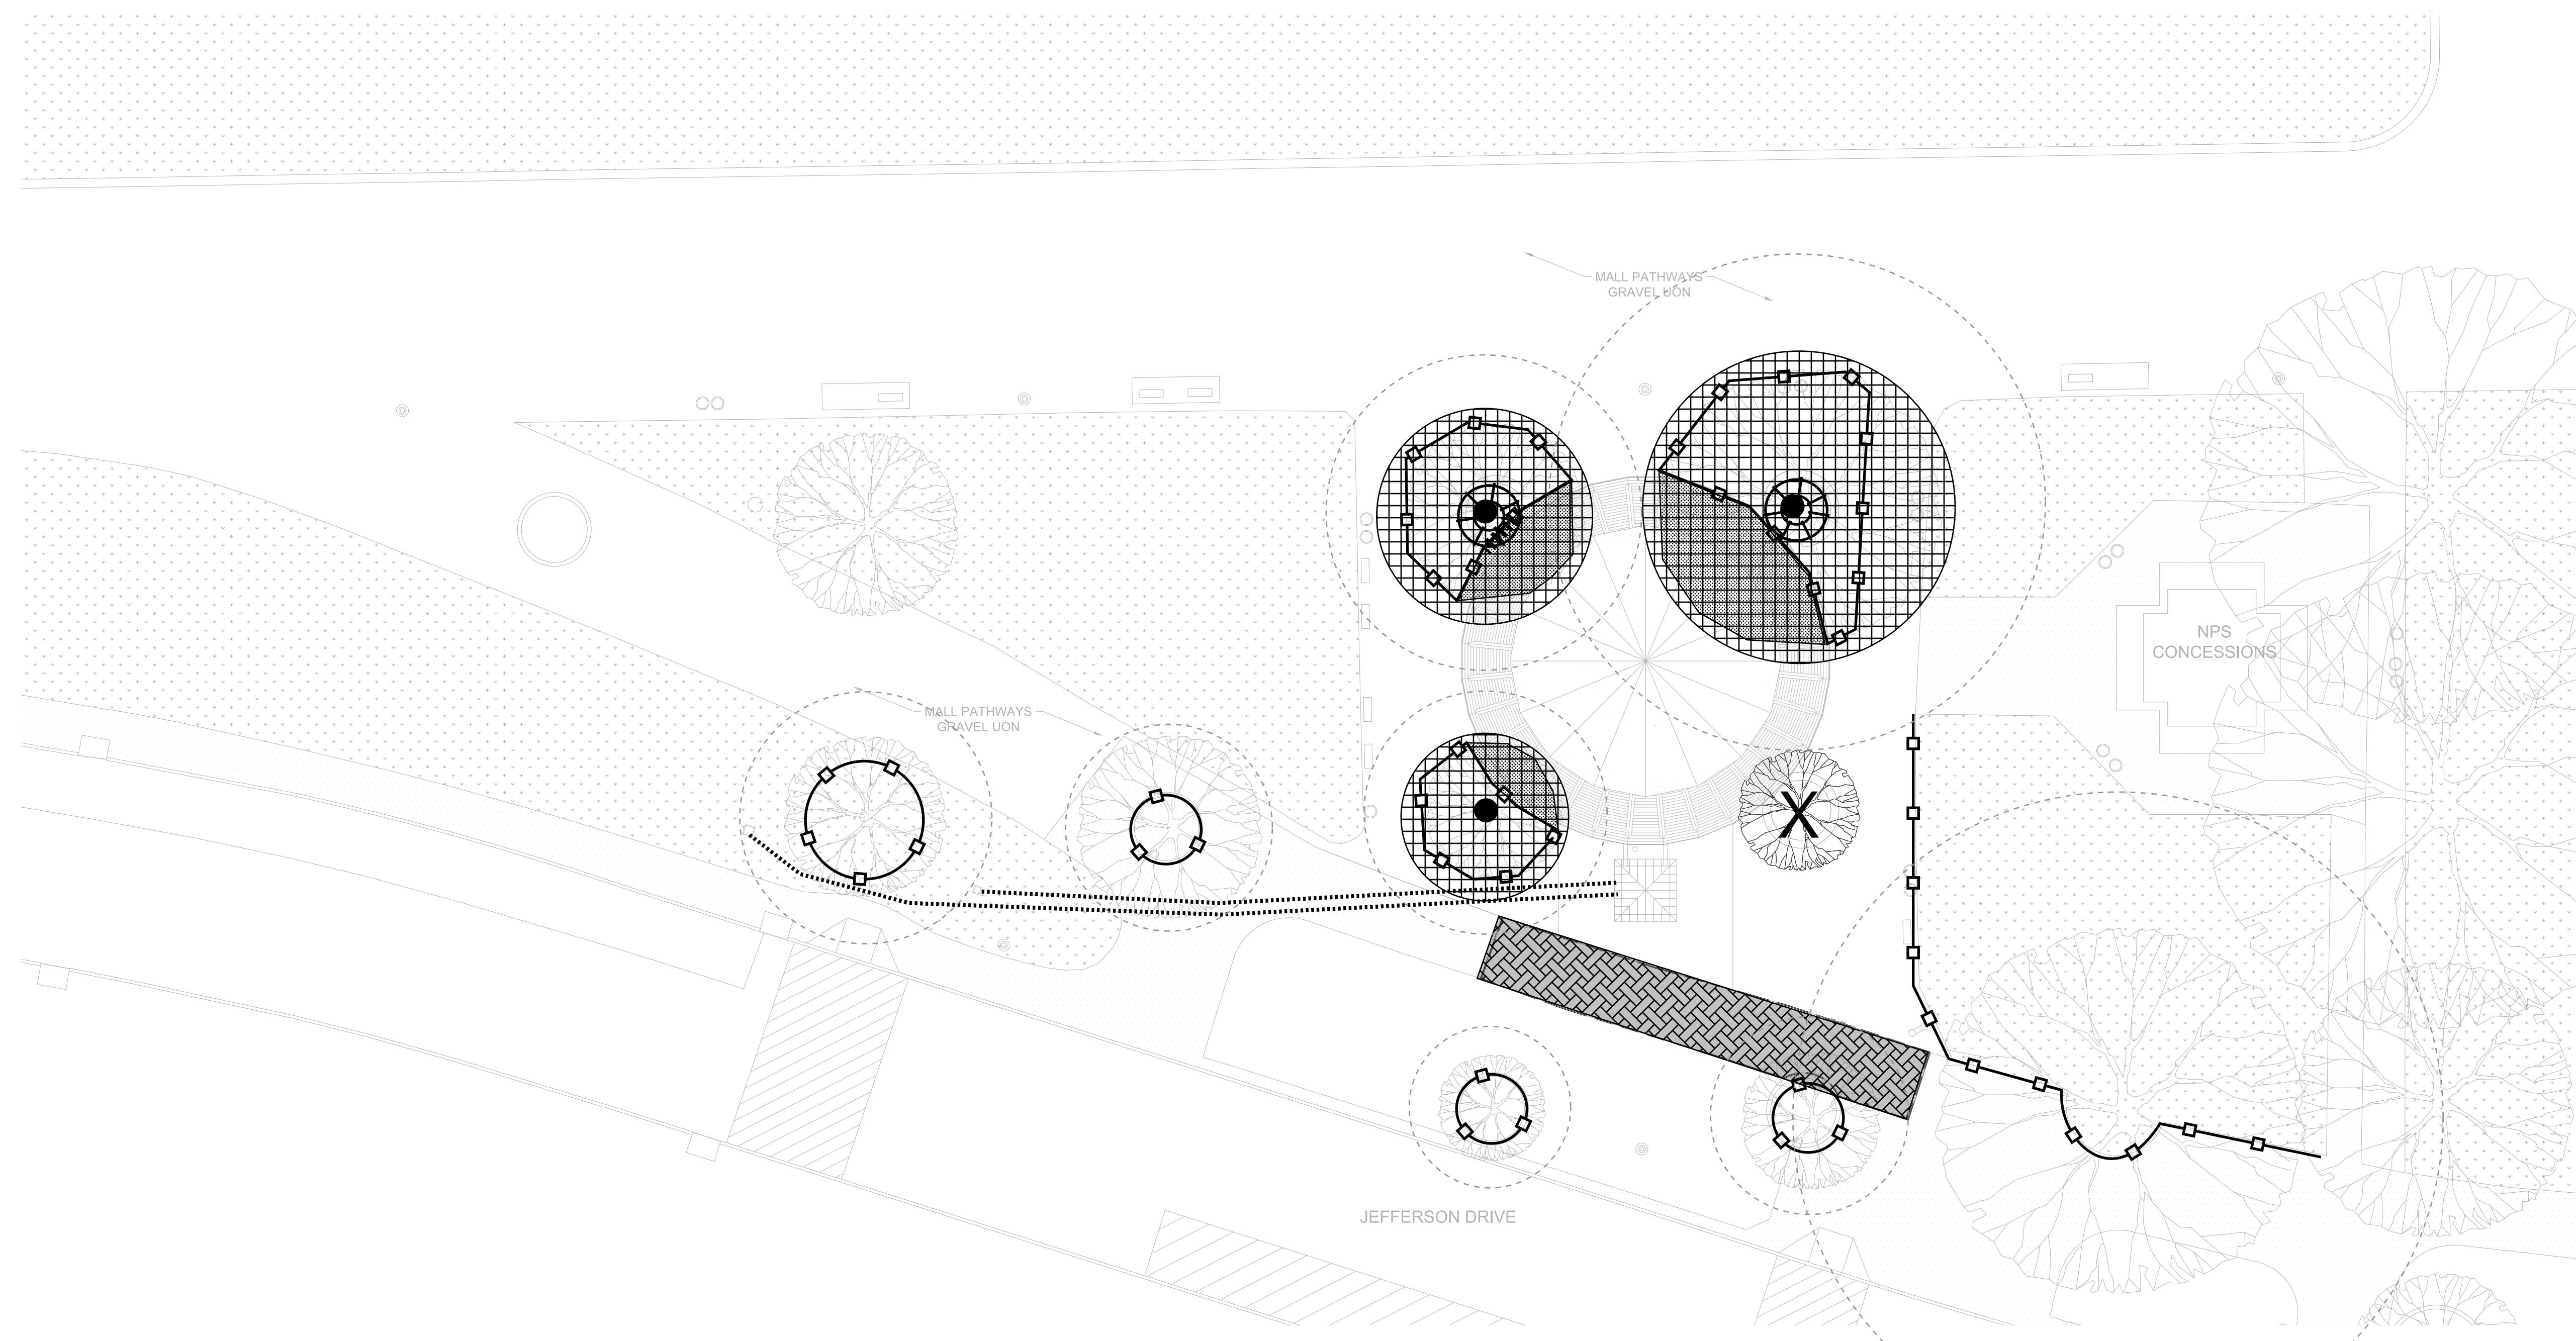 MALL PATHWAYS
GRAVEL UON
NPS
CONCESSIONS
MALL PATHWAYS
GRAVEL UON
X
JEFFERSON DRIVE